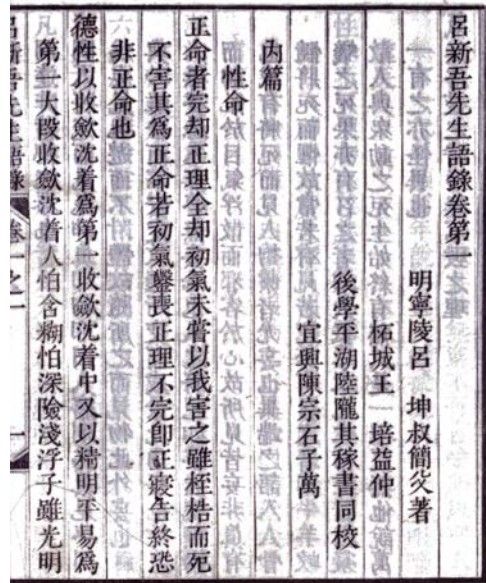 呂新吾先生語錄卷第一
明寧陵呂 坤叔簡父著
柘城王 培益仲
後學平湖陸隴其稼書同校
宜興陳宗石子萬
內篇
性命
正命者完却正理全却初氣未嘗以我害之雖桎梏而死
不害其為正命若初氣鑿喪正理不完即正寢告終恐
非正命也
德性以收斂沈着為第一收斂沈着中又以精明平易為
第一大段收斂沈着人怕含糊怕深險淺浮子雖光明
呂新吾先生語錄 卷之一 一